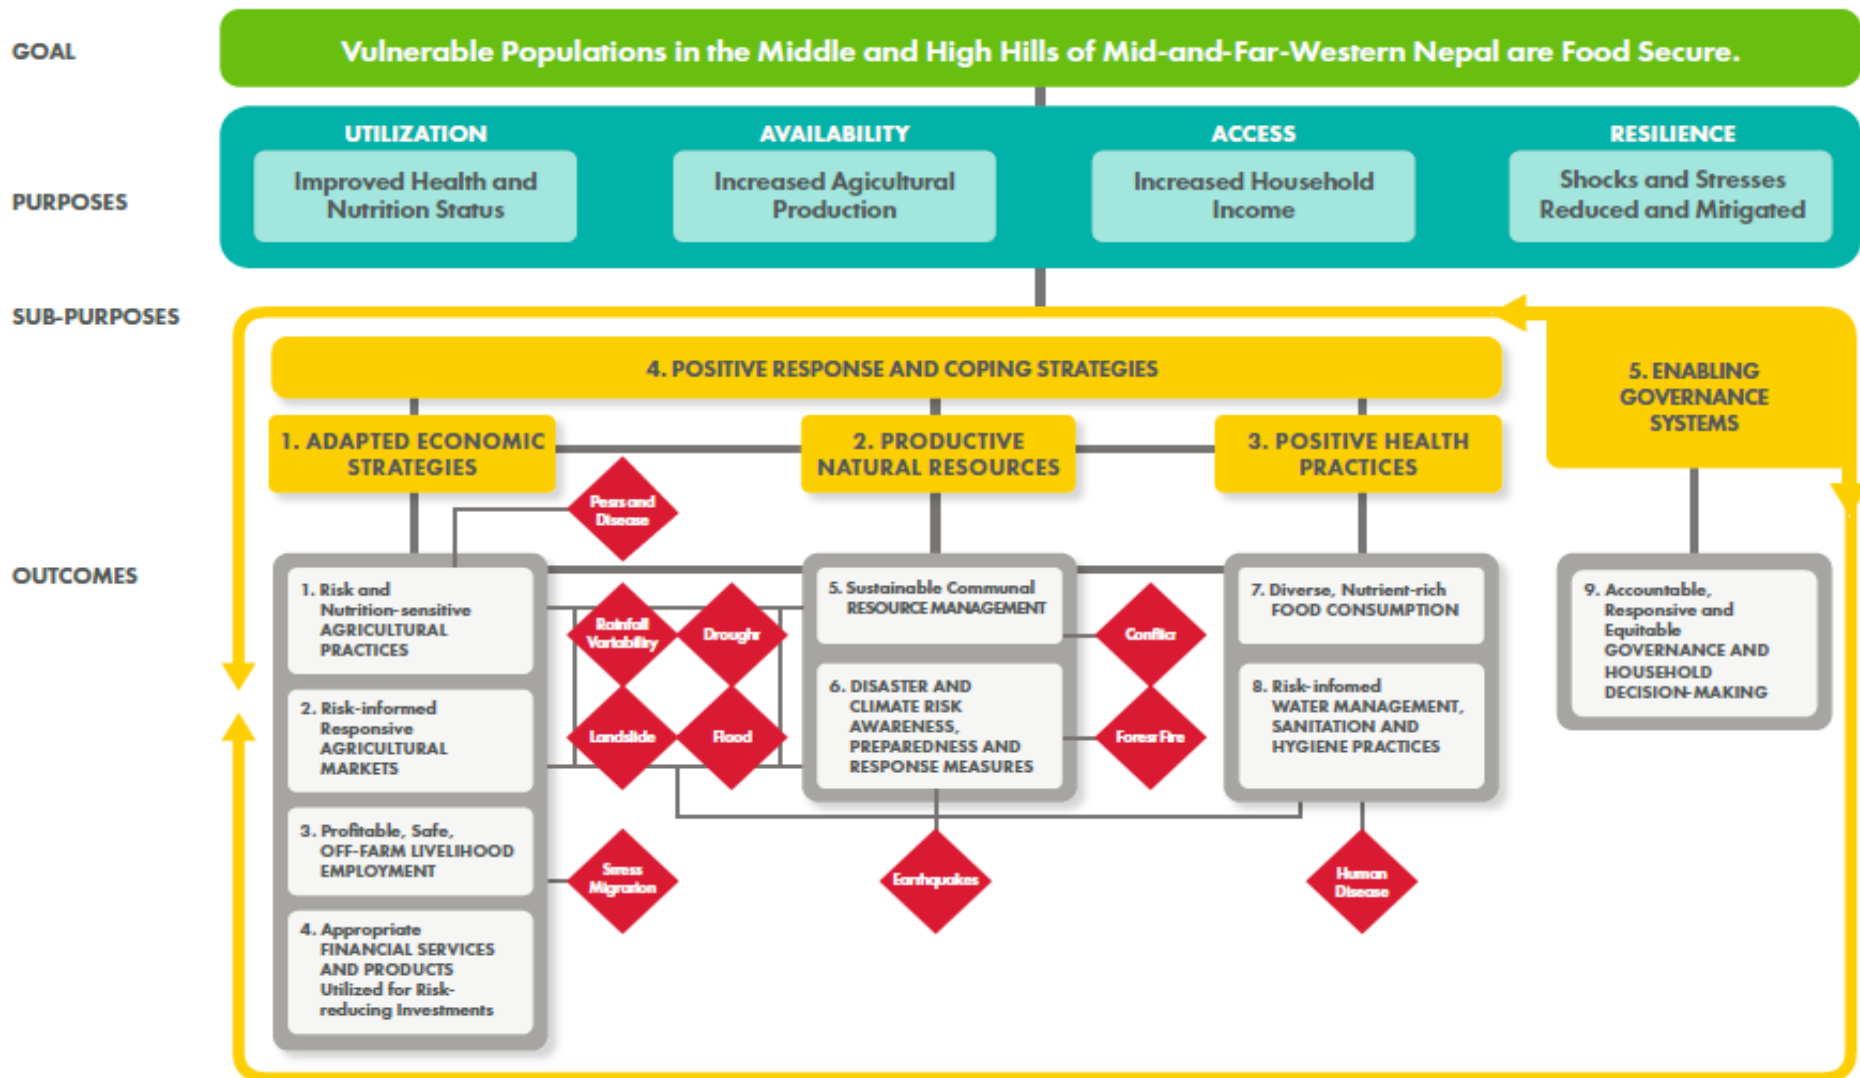 GOAL
Vulnerable Populations in the Middle and High Hills of Mid-and-Far-Western Nepal are Food Secure.
PURPOSES
UTILIZATION
Improved Health and
Nutrition Status
AVAILABILITY
Increased Agicultural
Production
ACCESS
Increased Household
Income
RESILIENCE
Shocks and Stresses
Reduced and Mitigated
SUB-PURPOSES
4. POSITIVE RESPONSE AND COPING STRATEGIES
5. ENABLING
GOVERNANCE
SYSTEMS
1. ADAPTED ECONOMIC
STRATEGIES
2. PRODUCTIVE
NATURAL RESOURCES
3. POSITIVE HEALTH
PRACTICES
OUTCOMES
1. Risk and
Nutrition-sensitive
AGRICULTURAL
PRACTICES
2. Risk-informed
Responsive
AGRICULTURAL
MARKETS
3. Profitable, Safe,
OFF-FARM LIVELIHOOD
EMPLOYMENT
4. Appropriate
FINANCIAL SERVICES
AND PRODUCTS
Utilized for Risk-
reducing Investments
Pests and
Disease
Rainfall
Variability
Drought
Landslide
Flood
Stress
Migration
5. Sustainable Communal
RESOURCE MANAGEMENT
6. DISASTER AND
CLIMATE RISK
AWARENESS,
PREPAREDNESS AND
RESPONSE MEASURES
Conflict
Forest Fire
Earthquakes
7. Diverse, Nutrient-rich
FOOD CONSUMPTION
8. Risk-infomed
WATER MANAGEMENT,
SANITATION AND
HYGIENE PRACTICES
Human
Disease
9. Accountable,
Responsive and
Equitable
GOVERNANCE AND
HOUSEHOLD
DECISION-MAKING